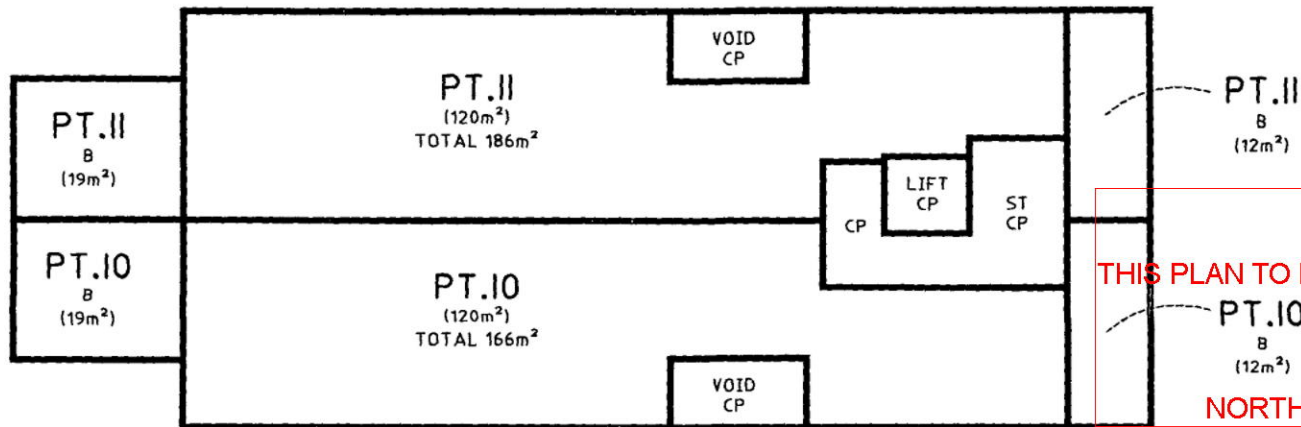 VOID
CP
PT.11
(120m²)
TOTAL 186m²
PT.11
B
(19m²)
PT.11
B
(12m²)
LIFT
CP
CP
ST
CP
PT.10
B
(19m²)
PT.10
(120m²)
TOTAL 166m²
THIS PLAN TO
PT.10
B
(12m²)
VOID
CP
NORTH